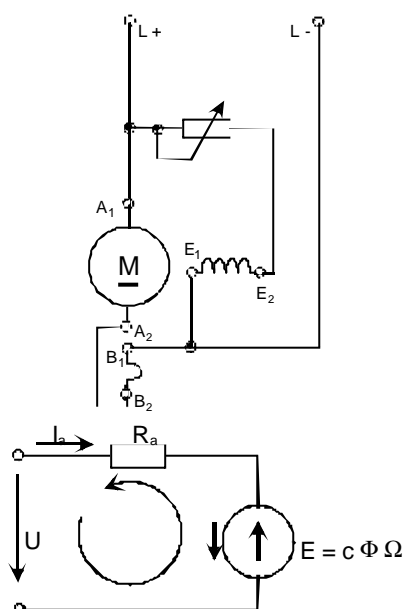 L+ L-
A1
M
E1
E2
A2
B1
B2
Ia Ra
U
E = c Φ Ω